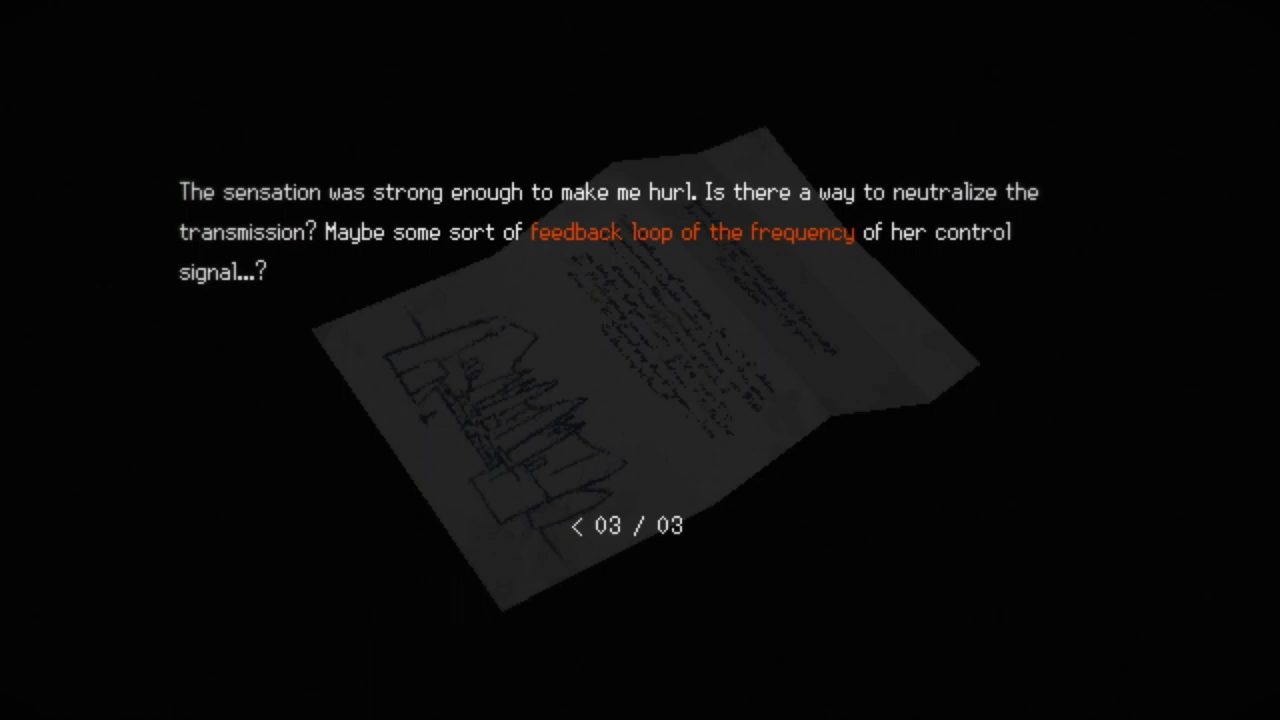 The sensation was strong enough to make me hurl. Is there a way to neutralize the
transmission? Maybe some sort of feedback loop of the frequency of her control
signal...?
< 03 / 03